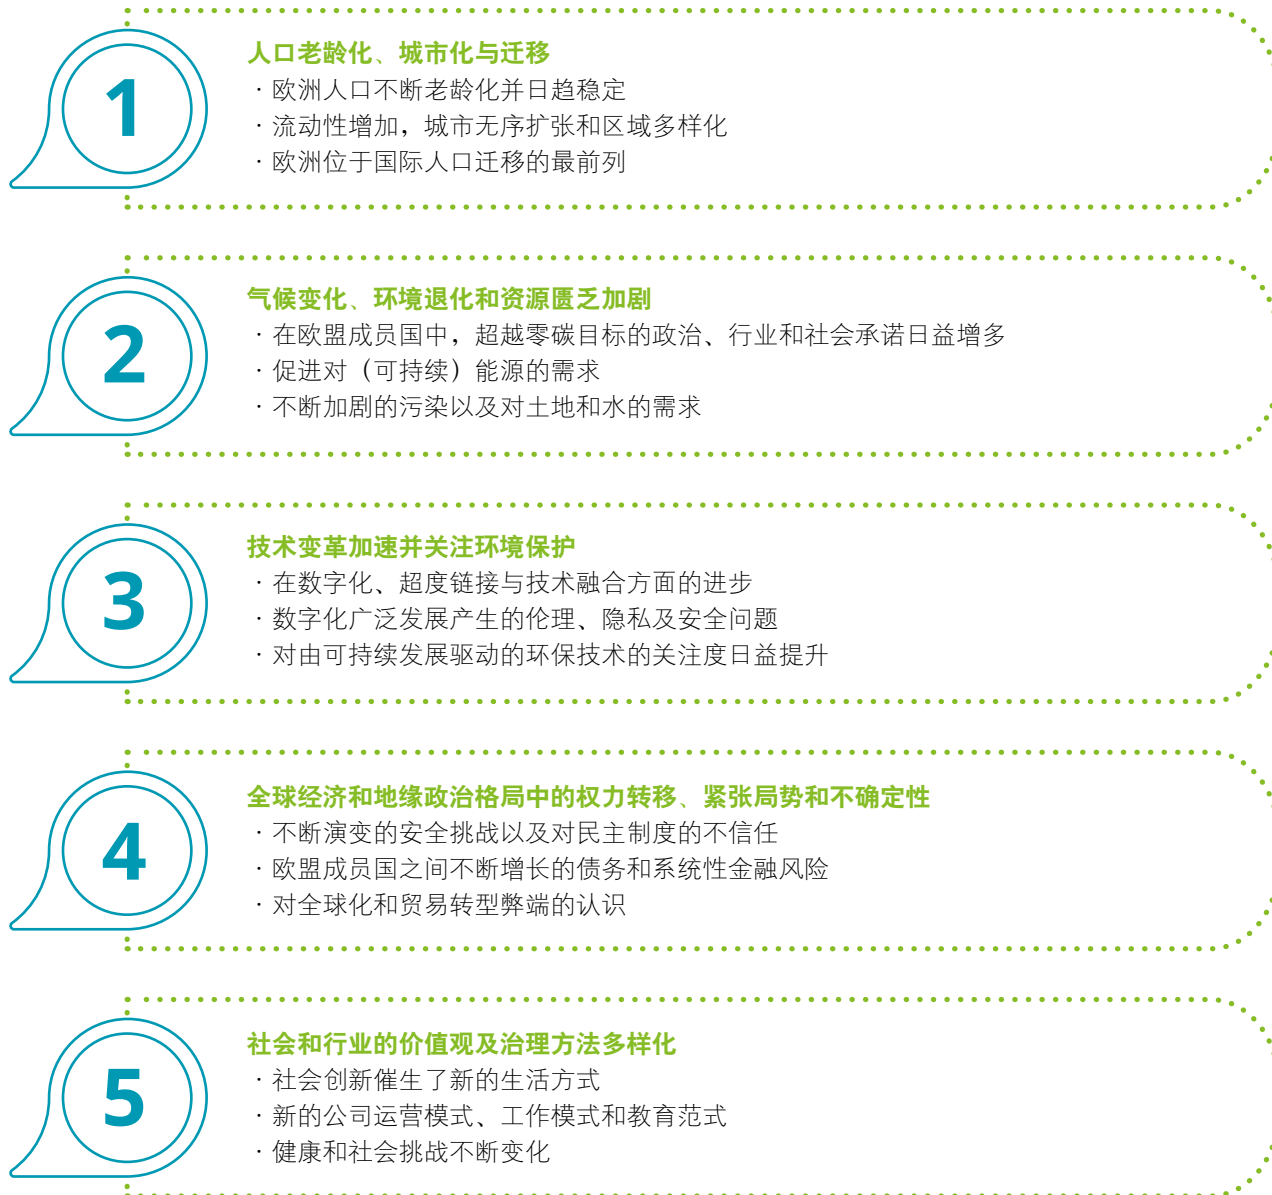 1
人口老龄化、城市化与迁移
· 欧洲人口不断老龄化并日趋稳定
· 流动性增加，城市无序扩张和区域多样化
· 欧洲位于国际人口迁移的最前列
2
气候变化、环境退化和资源匮乏加剧
· 在欧盟成员国中，超越零碳目标的政治、行业和社会承诺日益增多
· 促进对（可持续）能源的需求
· 不断加剧的污染以及对土地和水的需求
3
技术变革加速并关注环境保护
· 在数字化、超度链接与技术融合方面的进步
· 数字化广泛发展产生的伦理、隐私及安全问题
· 对由可持续发展驱动的环保技术的关注度日益提升
4
全球经济和地缘政治格局中的权力转移、紧张局势和不确定性
· 不断演变的安全挑战以及对民主制度的不信任
· 欧盟成员国之间不断增长的债务和系统性金融风险
· 对全球化和贸易转型弊端的认识
5
社会和行业的价值观及治理方法多样化
· 社会创新催生了新的生活方式
· 新的公司运营模式、工作模式和教育范式
· 健康和社会挑战不断变化